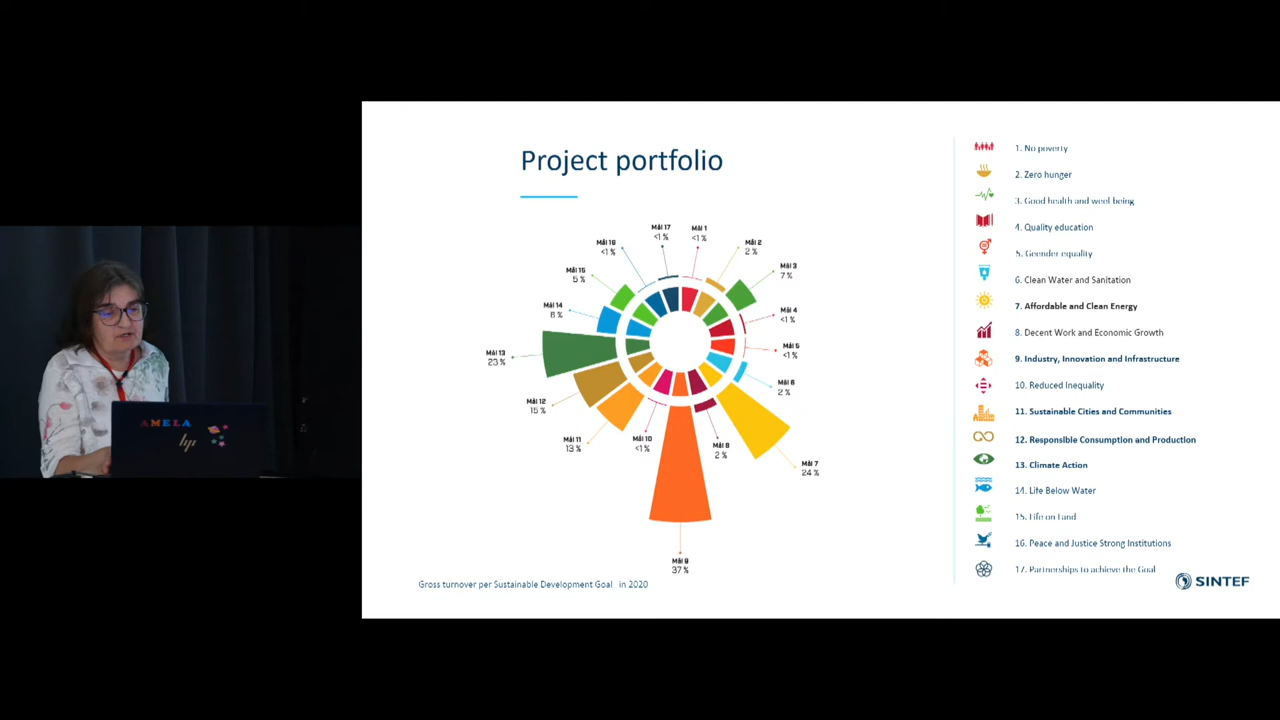 Project portfolio
Mål 17
<1 %
Mål 1
<1 %
Mål 16
<1 %
Mål 2
2 %
Mål 15
5 %
Mål 3
7 %
Mål 14
6 %
Mål 4
<1 %
Mål 13
23 %
Mål 5
<1 %
Mål 6
2 %
Mål 12
15 %
Mål 11
13 %
Mål 10
<1 %
Mål 8
2 %
Mål 7
24 %
Mål 9
37 %
Gross turnover per Sustainable Development Goal in 2020
1. No poverty
2. Zero hunger
3. Good health and weel being
4. Quality education
5. Geender equality
6. Clean Water and Sanitation
7. Affordable and Clean Energy
8. Decent Work and Economic Growth
9. Industry, Innovation and Infrastructure
10. Reduced Inequality
11. Sustainable Cities and Communities
12. Responsible Consumption and Production
13. Climate Action
14. Life Below Water
15. Life on Land
16. Peace and Justice Strong Institutions
17. Partnerships to achieve the Goal
SINTEF
AMELA
hp